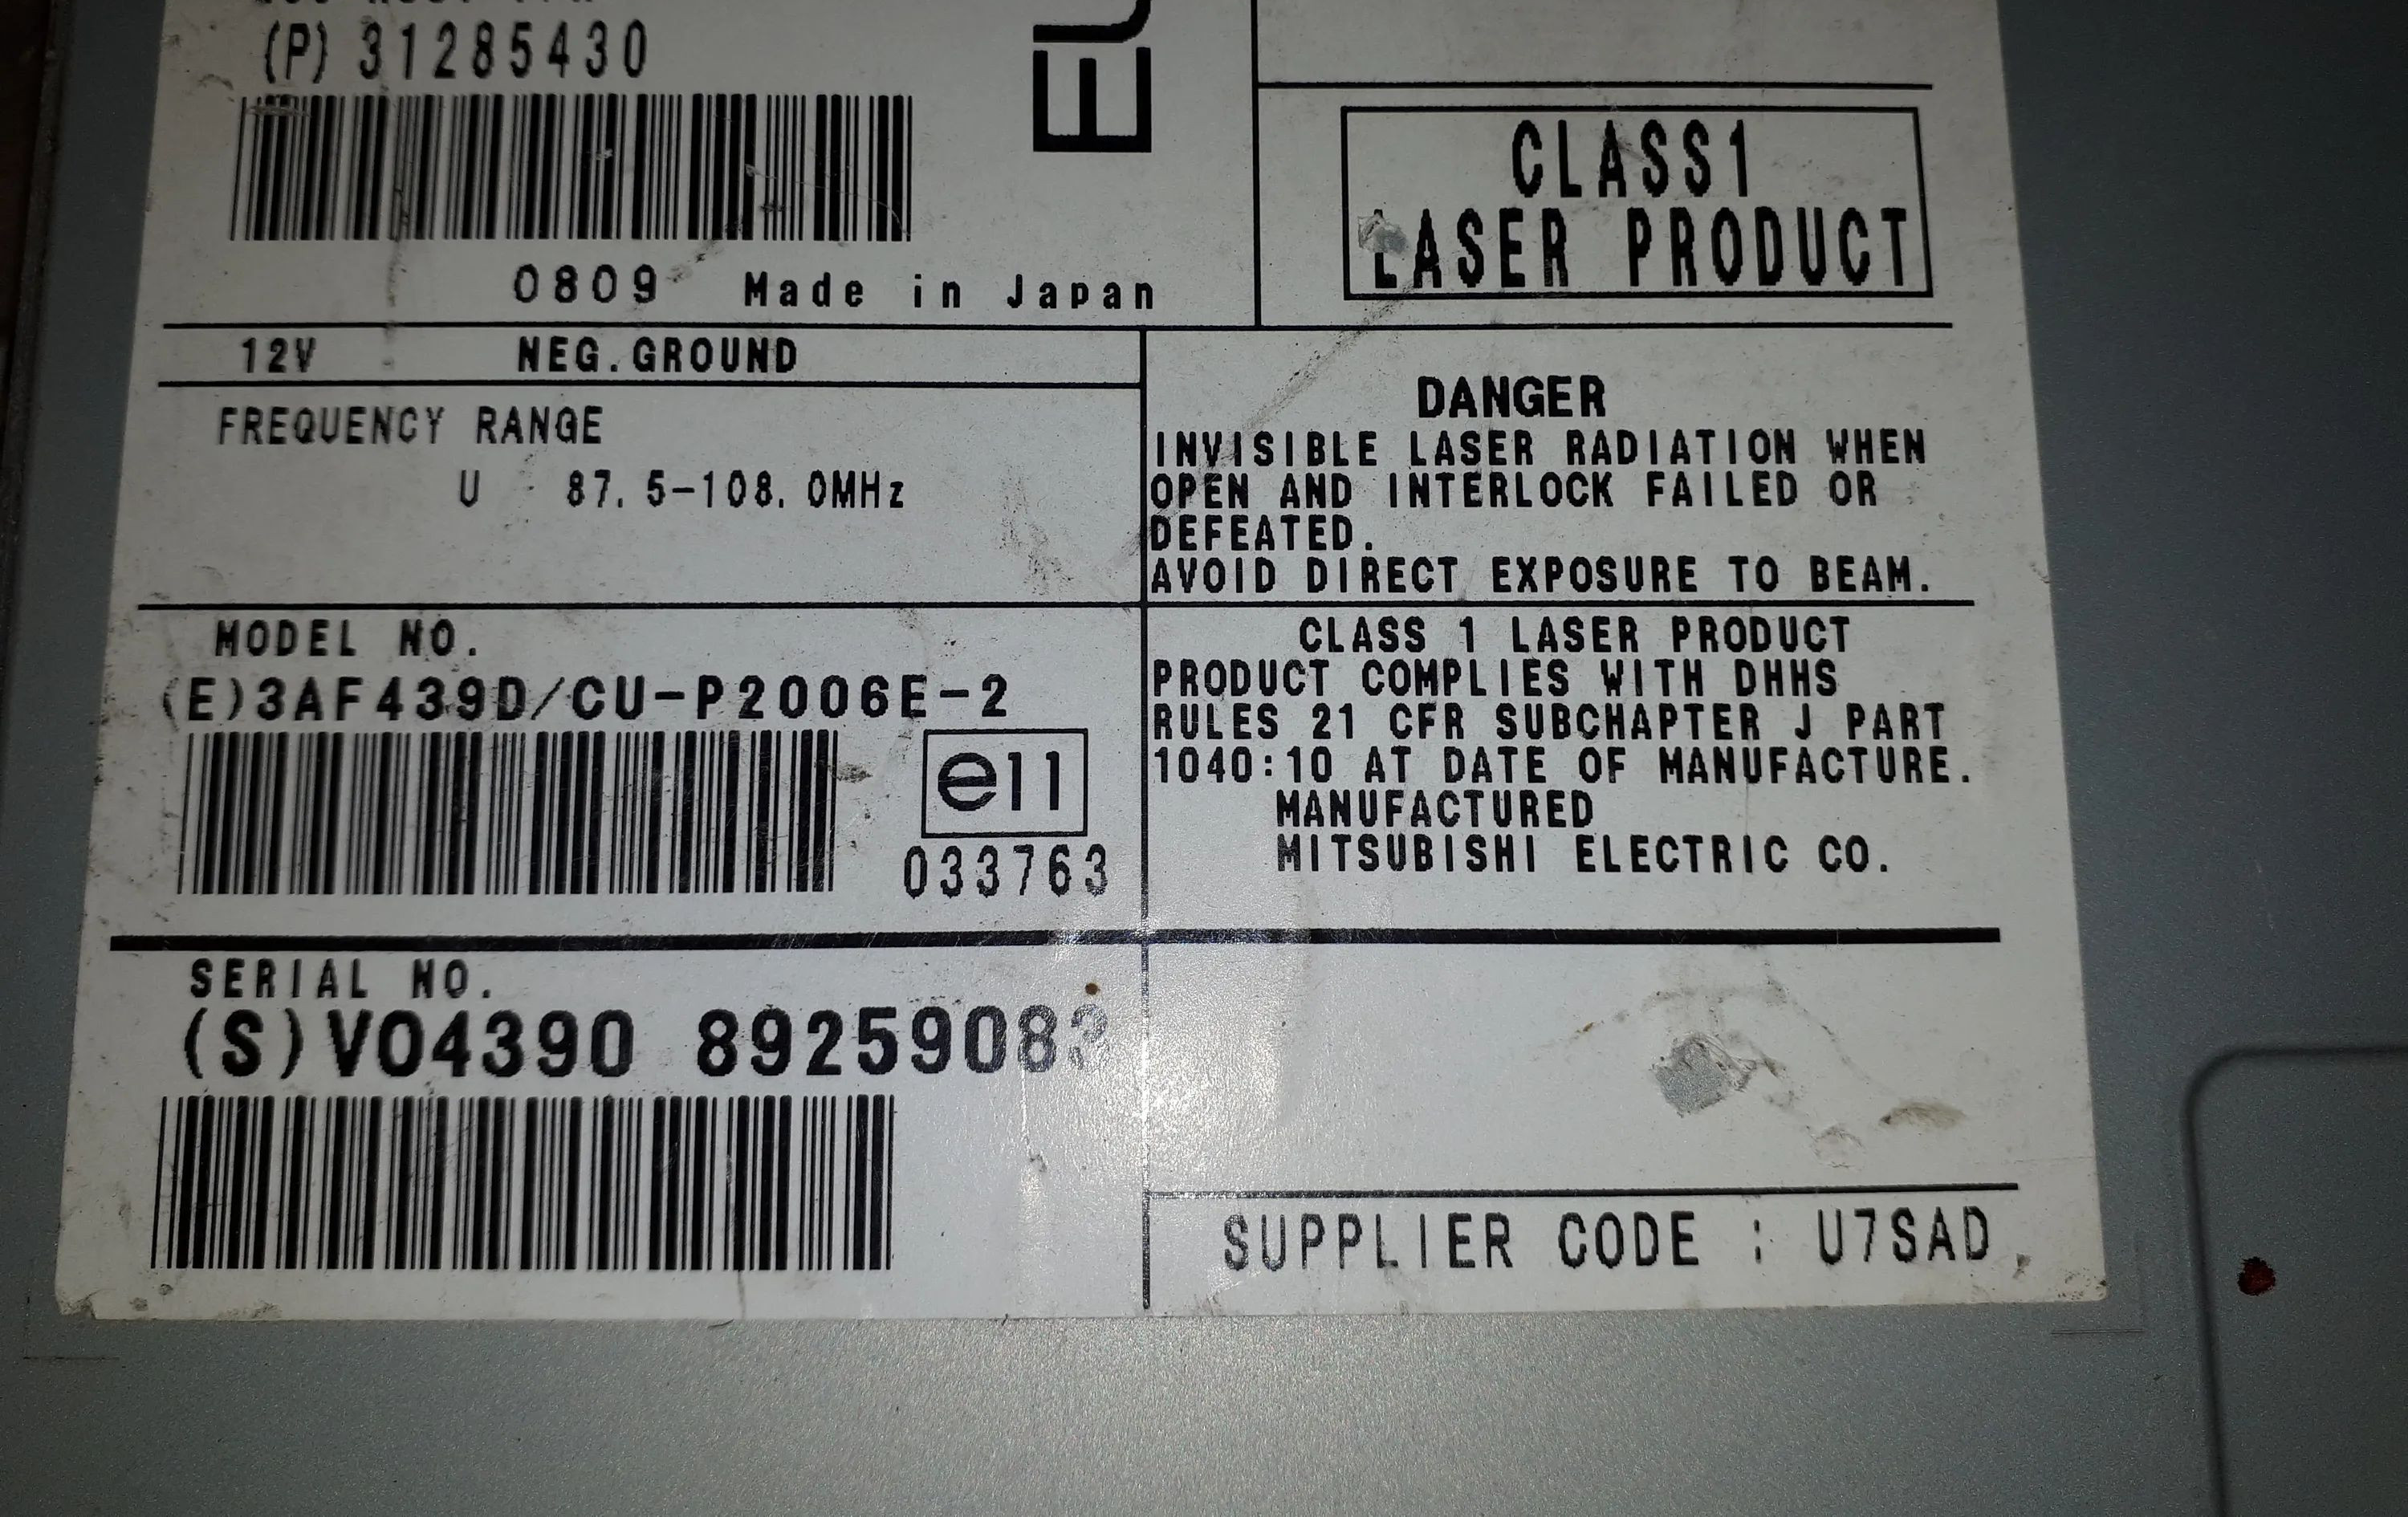 (P) 31285430
EU
0809 Made in Japan
CLASS1
LASER PRODUCT
12V NEG.GROUND
FREQUENCY RANGE
U 87.5-108.0MHz
DANGER
INVISIBLE LASER RADIATION WHEN
OPEN AND INTERLOCK FAILED OR
DEFEATED.
AVOID DIRECT EXPOSURE TO BEAM.
MODEL NO.
(E)3AF439D/CU-P2006E-2
e11
033763
CLASS 1 LASER PRODUCT
PRODUCT COMPLIES WITH DHHS
RULES 21 CFR SUBCHAPTER J PART
1040:10 AT DATE OF MANUFACTURE.
MANUFACTURED
MITSUBISHI ELECTRIC CO.
SERIAL NO.
(S)VO4390 89259083
SUPPLIER CODE : U7SAD